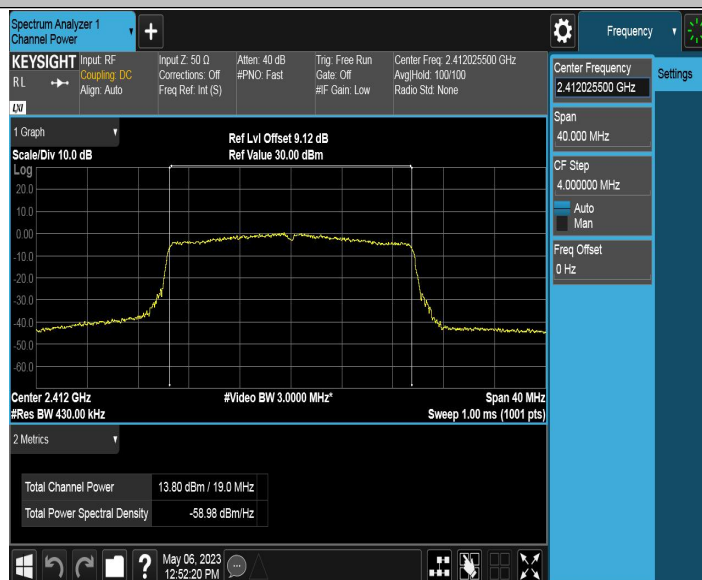 Spectrum Analyzer 1
Channel Power
+
Frequency
KEYSIGHT
Input: RF
Input Z: 50 Ω
Atten: 40 dB
Trig: Free Run
Center Freq: 2.412025500 GHz
R L
Coupling: DC
Corrections: Off
#PNO: Fast
Gate: Off
Avg|Hold: 100/100
Align: Auto
Freq Ref: Int (S)
#IF Gain: Low
Radio Std: None
LXI
Center Frequency
2.412025500 GHz
Settings
Span
40.000 MHz
CF Step
4.000000 MHz
Auto
Man
Freq Offset
0 Hz
1 Graph
Ref Lvl Offset 9.12 dB
Scale/Div 10.0 dB
Ref Value 30.00 dBm
Log
20.0
10.0
0.00
-10.0
-20.0
-30.0
-40.0
-50.0
-60.0
Center 2.412 GHz
#Video BW 3.0000 MHz*
Span 40 MHz
#Res BW 430.00 kHz
Sweep 1.00 ms (1001 pts)
2 Metrics
Total Channel Power
13.80 dBm / 19.0 MHz
Total Power Spectral Density
-58.98 dBm/Hz
?
May 06, 2023
12:52:20 PM